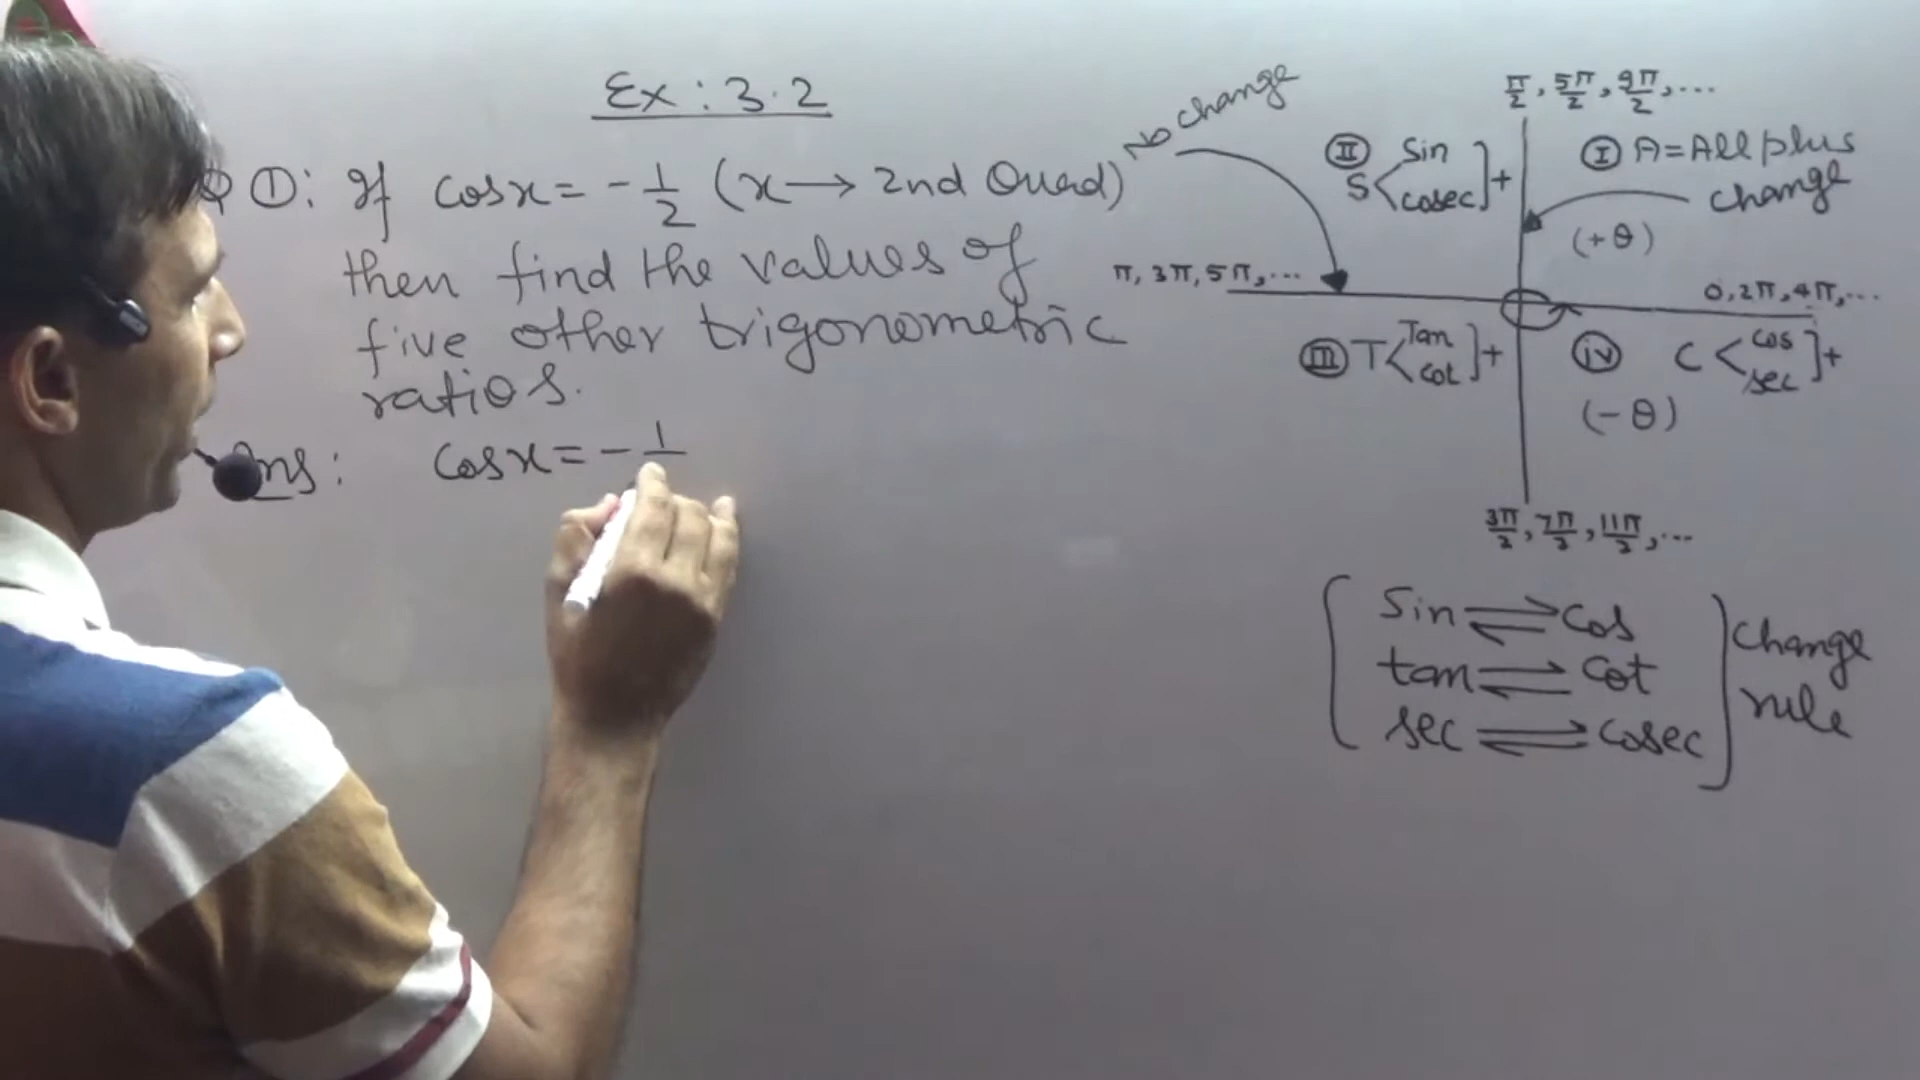 Ex : 3.2
Q ①: If cosx = -1/2 (x → 2nd Quad)
then find the values of
five other trigonometric
ratios.
Ans: cosx = -1/
No change
π/2, 5π/2, 9π/2, ...
II S < Sin cosec ] +
I A = All plus
change
(+θ)
π, 3π, 5π, ...
0, 2π, 4π, ...
III T < Tan cot ] +
iv C < cos sec ] +
(-θ)
3π/2, 7π/2, 11π/2, ...
Sin ⇌ cos
tan ⇌ cot
sec ⇌ cosec
change
rule